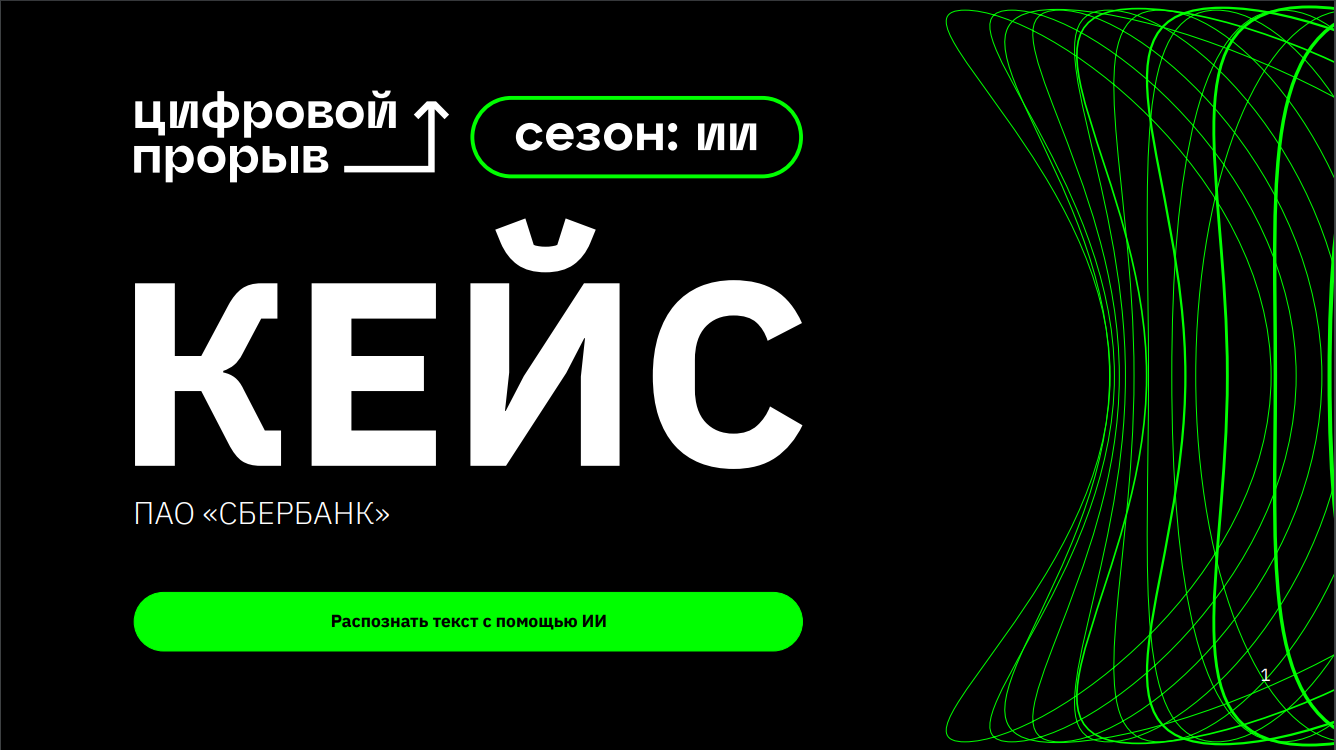 цифровой
прорыв
сезон: ии
КЕЙС
ПАО «СБЕРБАНК»
Распознать текст с помощью ИИ
1